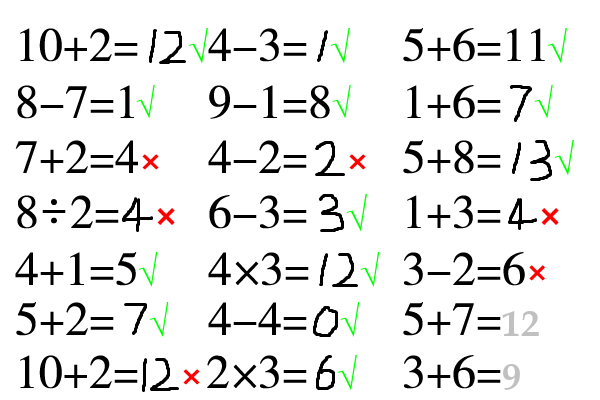 10+2=12√ 4−3=1√ 5+6=11√
8−7=1√ 9−1=8√ 1+6=7√
7+2=4× 4−2=2× 5+8=13√
8÷2=4× 6−3=3√ 1+3=4×
4+1=5√ 4×3=12√ 3−2=6×
5+2=7√ 4−4=0√ 5+7=12
10+2=12× 2×3=6√ 3+6=9